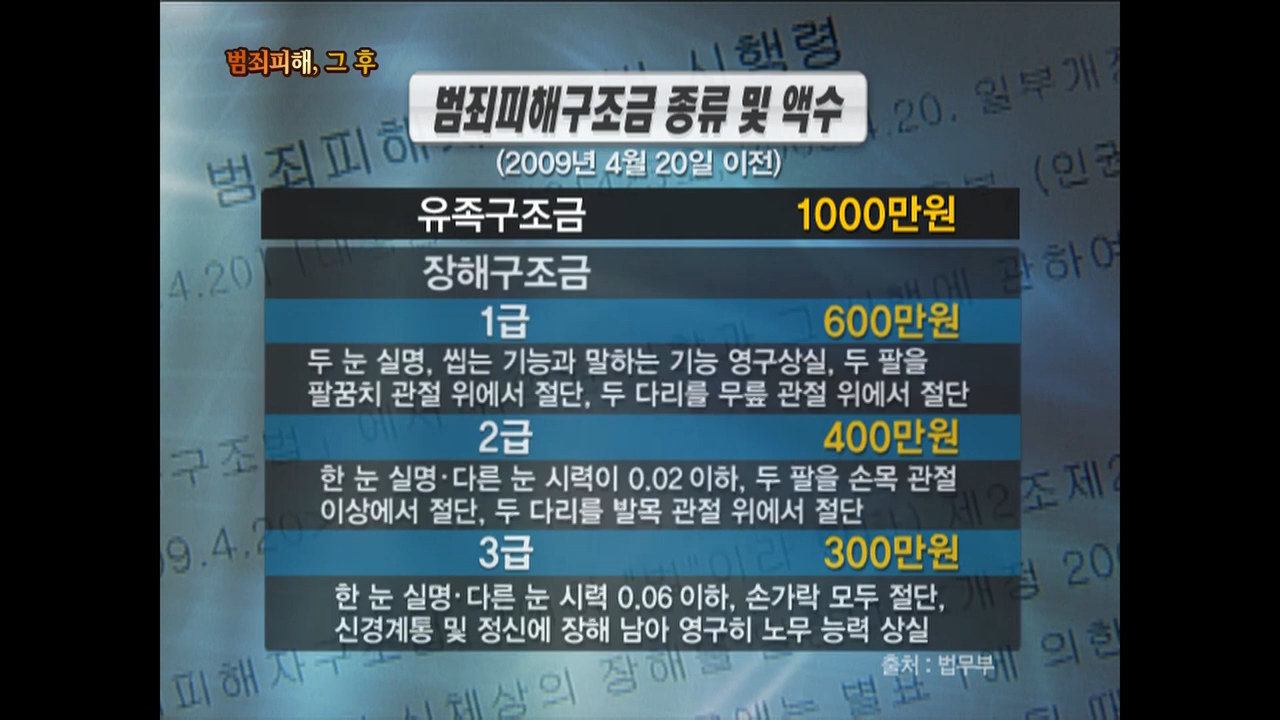 범죄피해, 그 후
범죄피해구조금 종류 및 액수
(2009년 4월 20일 이전)
유족구조금 1000만원
장해구조금
1급 600만원
두 눈 실명, 씹는 기능과 말하는 기능 영구상실, 두 팔을
팔꿈치 관절 위에서 절단, 두 다리를 무릎 관절 위에서 절단
2급 400만원
한 눈 실명·다른 눈 시력이 0.02 이하, 두 팔을 손목 관절
이상에서 절단, 두 다리를 발목 관절 위에서 절단
3급 300만원
한 눈 실명·다른 눈 시력 0.06 이하, 손가락 모두 절단,
신경계통 및 정신에 장해 남아 영구히 노무 능력 상실
출처 : 법무부